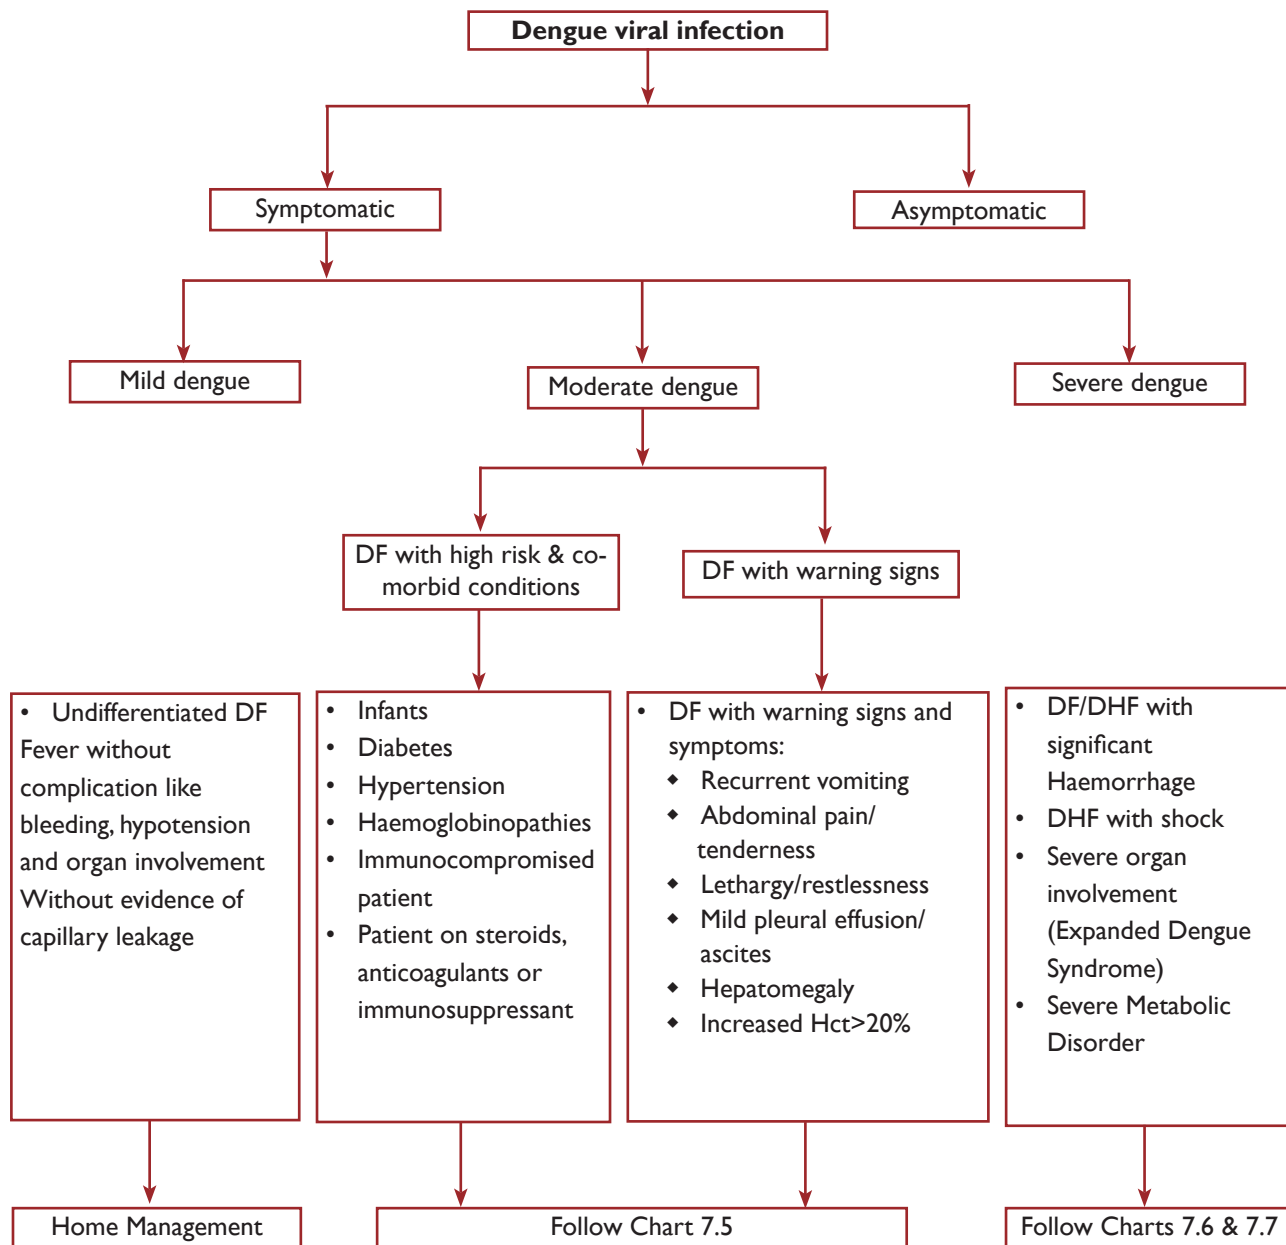 Dengue viral infection
Symptomatic
Asymptomatic
Mild dengue
Moderate dengue
Severe dengue
DF with high risk & co-
morbid conditions
DF with warning signs
• Undifferentiated DF
Fever without
complication like
bleeding, hypotension
and organ involvement
Without evidence of
capillary leakage
• Infants
• Diabetes
• Hypertension
• Haemoglobinopathies
• Immunocompromised
patient
• Patient on steroids,
anticoagulants or
immunosuppressant
• DF with warning signs and
symptoms:
◆ Recurrent vomiting
◆ Abdominal pain/
tenderness
◆ Lethargy/restlessness
◆ Mild pleural effusion/
ascites
◆ Hepatomegaly
◆ Increased Hct>20%
• DF/DHF with
significant
Haemorrhage
• DHF with shock
• Severe organ
involvement
(Expanded Dengue
Syndrome)
• Severe Metabolic
Disorder
Home Management
Follow Chart 7.5
Follow Charts 7.6 & 7.7